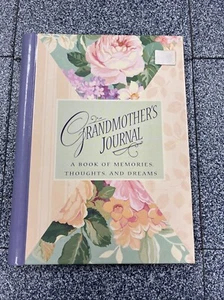 GRANDMOTHER'S
JOURNAL
A BOOK OF MEMORIES,
THOUGHTS, AND DREAMS